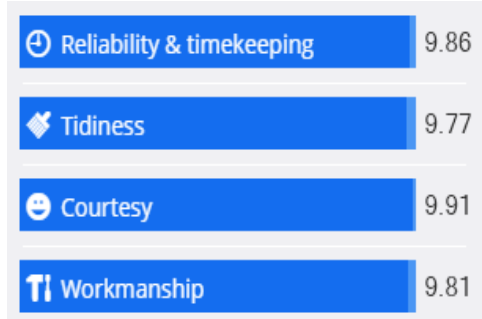 Reliability & timekeeping 9.86
Tidiness 9.77
Courtesy 9.91
Workmanship 9.81